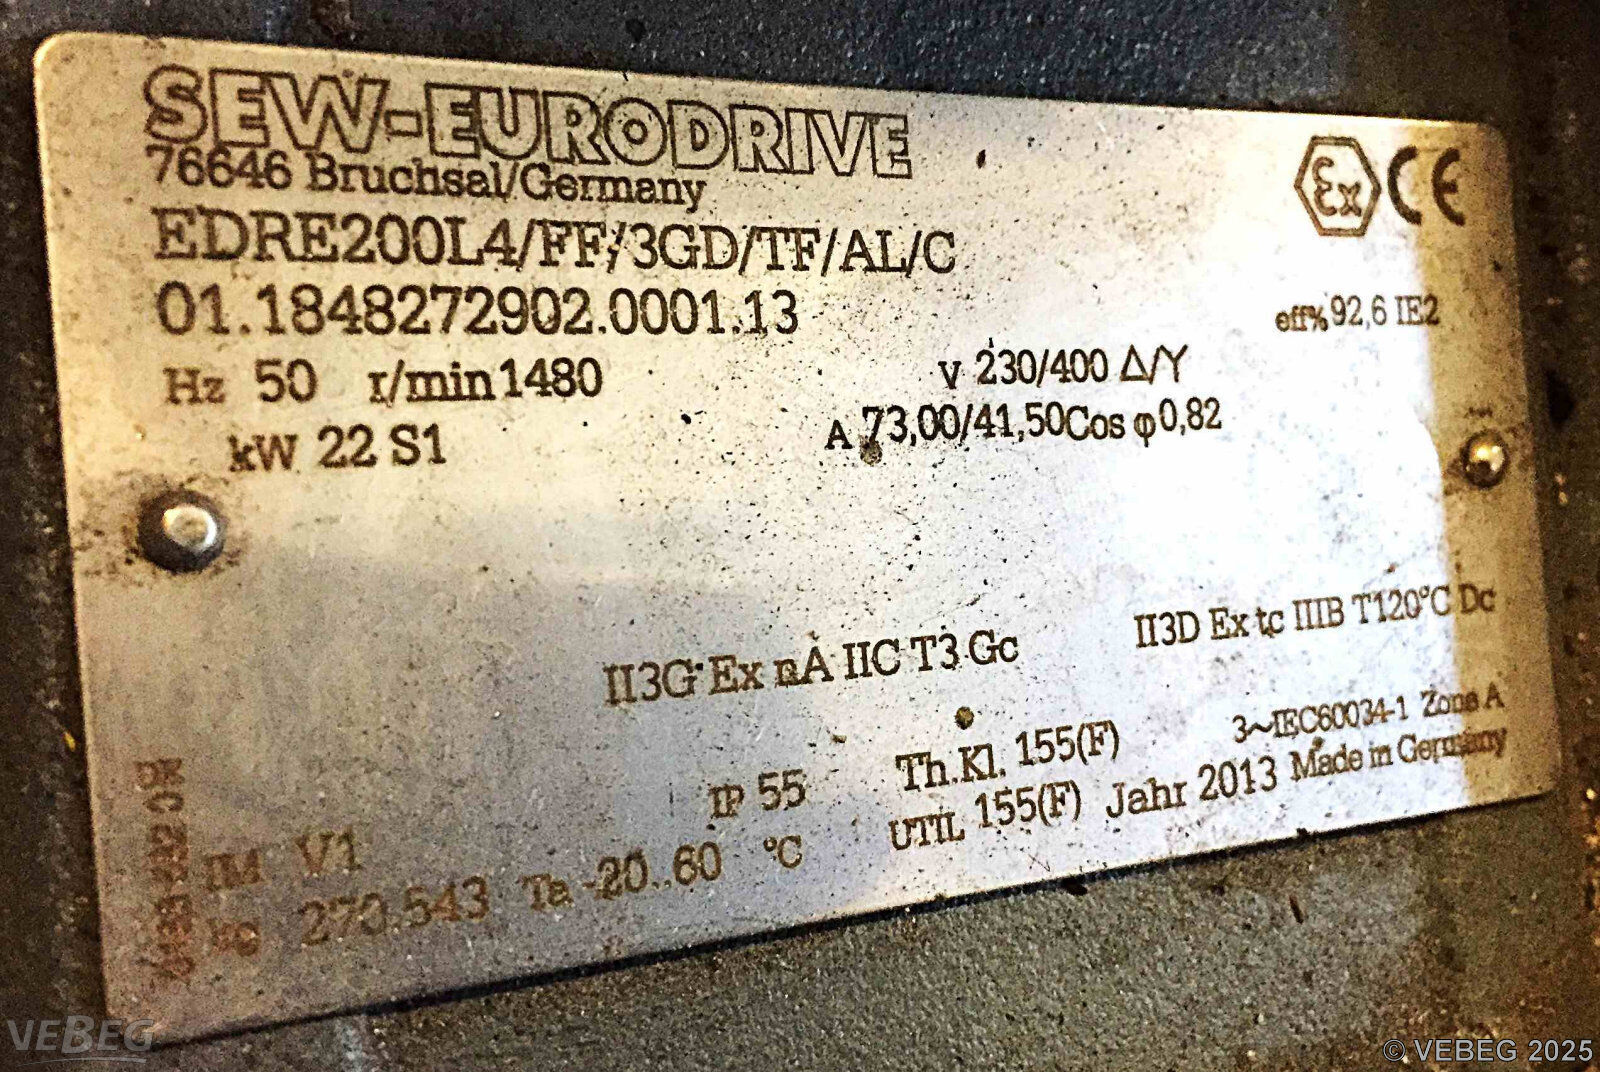 SEW-EURODRIVE
76646 Bruchsal/Germany
Ex CE
EDRE200L4/FF/3GD/TF/AL/C
01.1848272902.0001.13
eff% 92,6 IE2
Hz 50 r/min 1480
V 230/400 Δ/Y
kW 22 S1
A 73,00/41,50 Cos φ 0,82
II3G Ex nA IIC T3 Gc
II3D Ex tc IIIB T120°C Dc
IP 55
Th.Kl. 155(F)
3~IEC60034-1 Zone A
IM V1
Ta -20..60 °C
UTIL 155(F)
Jahr 2013
Made in Germany
VEBEG
© VEBEG 2025